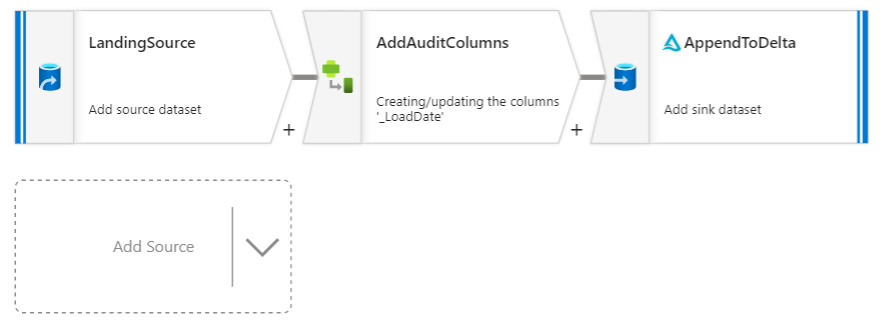 LandingSource
Add source dataset
+
AddAuditColumns
Creating/updating the columns
'_LoadDate'
+
AppendToDelta
Add sink dataset
Add Source